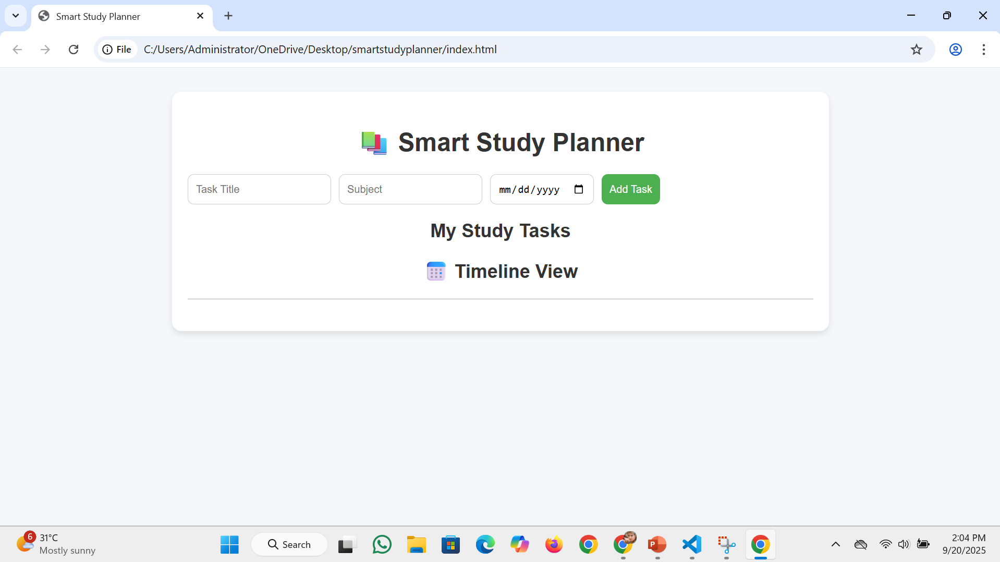 Smart Study Planner
File C:/Users/Administrator/OneDrive/Desktop/smartstudyplanner/index.html
Smart Study Planner
Task Title Subject mm/dd/yyyy Add Task
My Study Tasks
Timeline View
6 31°C
Mostly sunny
Search
P
2:04 PM
9/20/2025